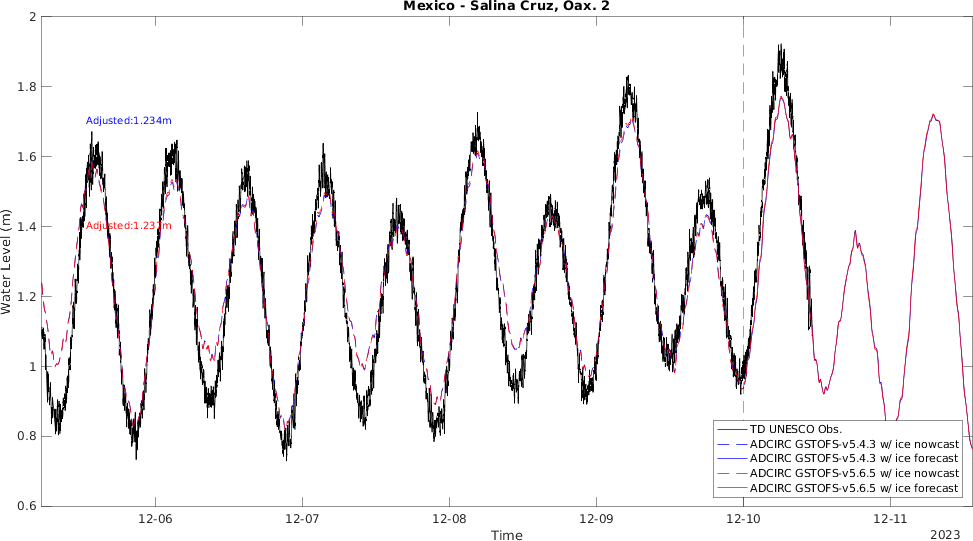 Mexico - Salina Cruz, Oax. 2
2
1.8
1.6
1.4
1.2
1
0.8
0.6
Water Level (m)
Adjusted:1.234m
Adjusted:1.237m
TD UNESCO Obs.
ADCIRC GSTOFS-v5.4.3 w/ ice nowcast
ADCIRC GSTOFS-v5.4.3 w/ ice forecast
ADCIRC GSTOFS-v5.6.5 w/ ice nowcast
ADCIRC GSTOFS-v5.6.5 w/ ice forecast
12-06 12-07 12-08 12-09 12-10 12-11
Time
2023